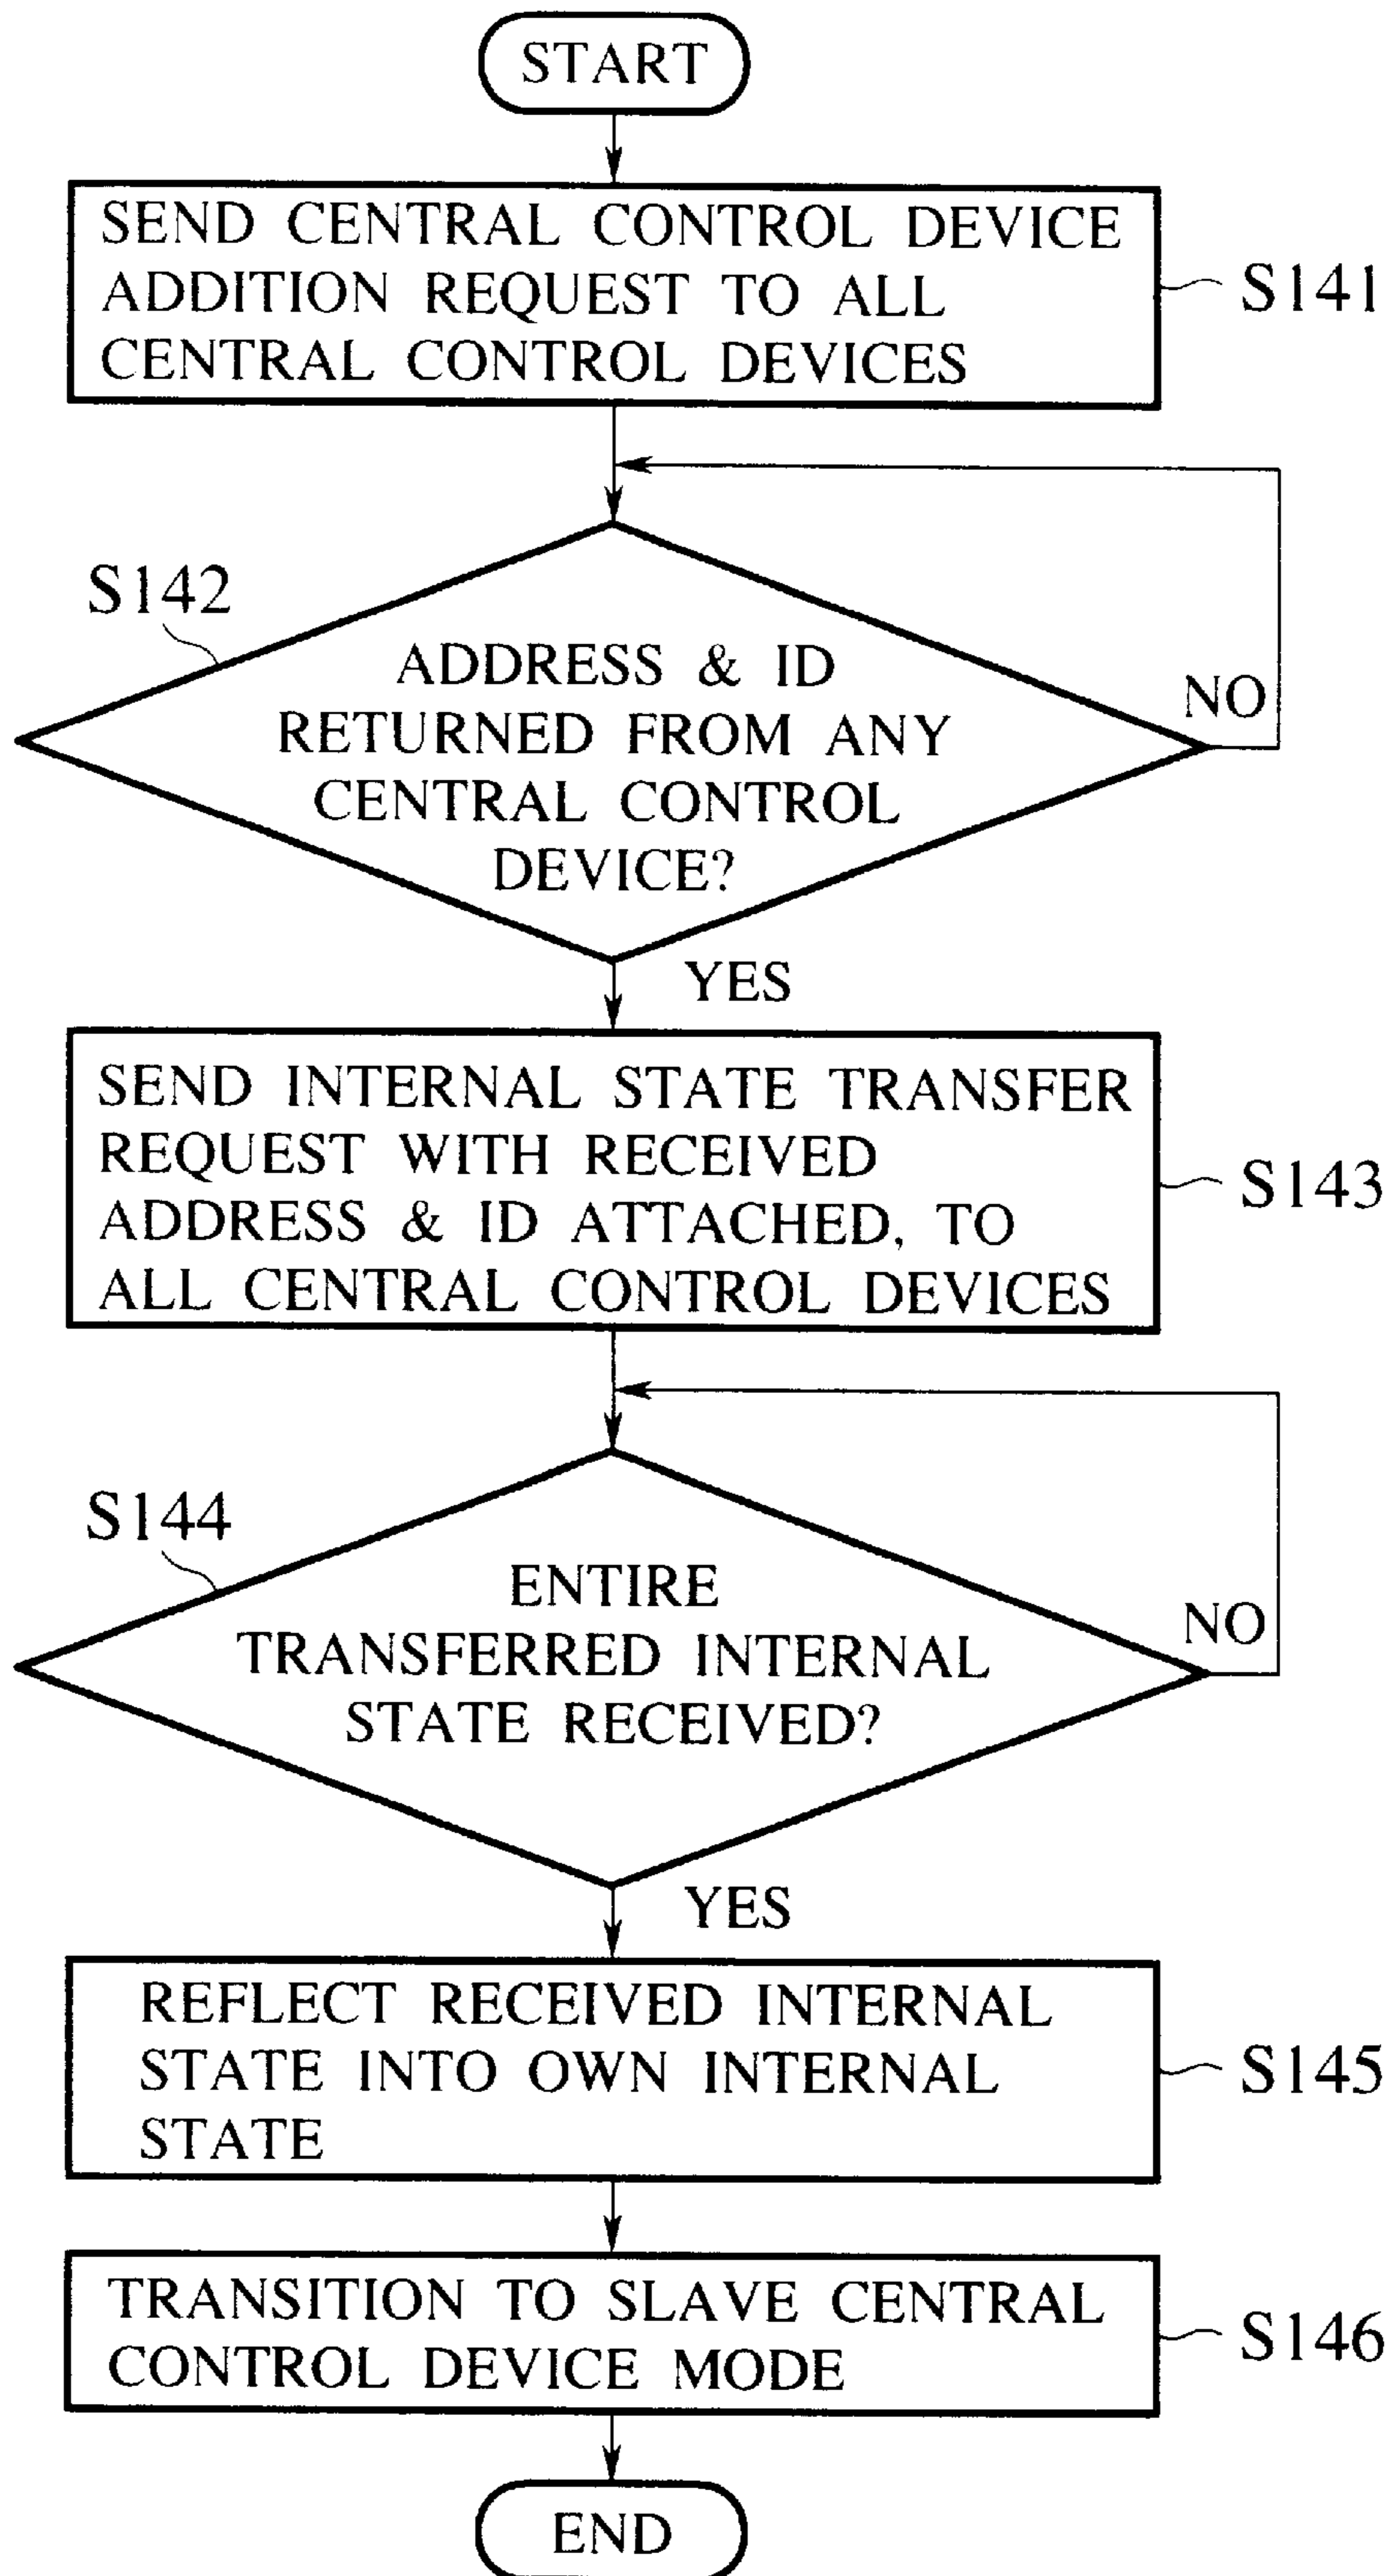 START
SEND CENTRAL CONTROL DEVICE
ADDITION REQUEST TO ALL
CENTRAL CONTROL DEVICES
S141
S142
ADDRESS & ID
RETURNED FROM ANY
CENTRAL CONTROL
DEVICE?
NO
YES
SEND INTERNAL STATE TRANSFER
REQUEST WITH RECEIVED
ADDRESS & ID ATTACHED, TO
ALL CENTRAL CONTROL DEVICES
S143
S144
ENTIRE
TRANSFERRED INTERNAL
STATE RECEIVED?
NO
YES
REFLECT RECEIVED INTERNAL
STATE INTO OWN INTERNAL
STATE
S145
TRANSITION TO SLAVE CENTRAL
CONTROL DEVICE MODE
S146
END